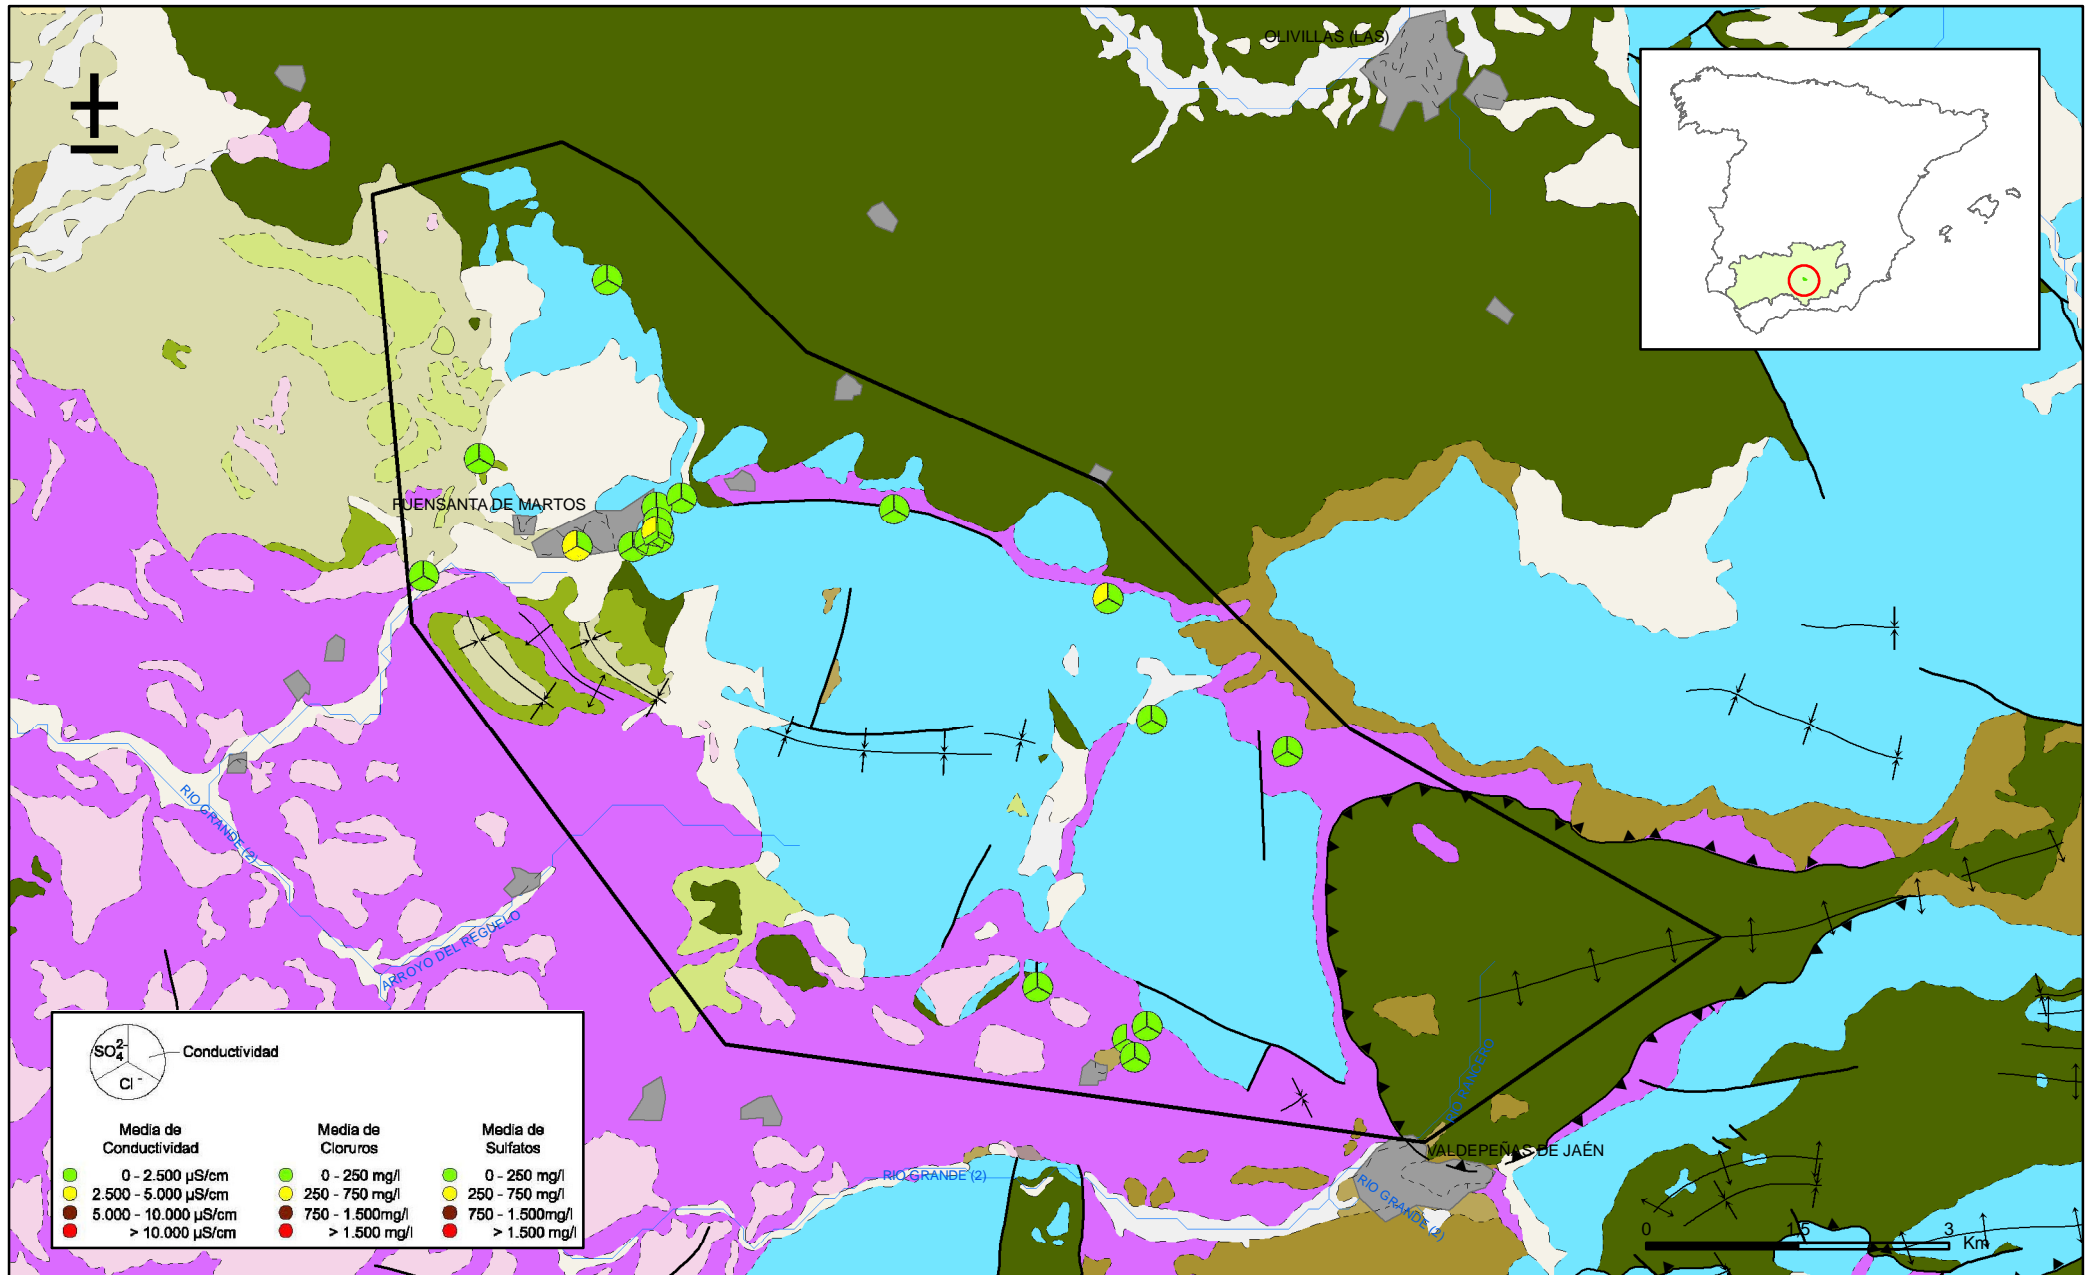 OLIVILLAS (LAS)
FUENSANTA DE MARTOS
RIO GRANDE (2)
ARROYO DEL REGÜELO
RIO RANCERO
VALDEPEÑAS DE JAÉN
RIO GRANDE (2)
RIO GRANDE (2)
SO₄²⁻
Conductividad
Cl⁻
Media de Conductividad
0 - 2.500 µS/cm
2.500 - 5.000 µS/cm
5.000 - 10.000 µS/cm
> 10.000 µS/cm
Media de Cloruros
0 - 250 mg/l
250 - 750 mg/l
750 - 1.500mg/l
> 1.500 mg/l
Media de Sulfatos
0 - 250 mg/l
250 - 750 mg/l
750 - 1.500mg/l
> 1.500 mg/l
0 1.5 3 Km